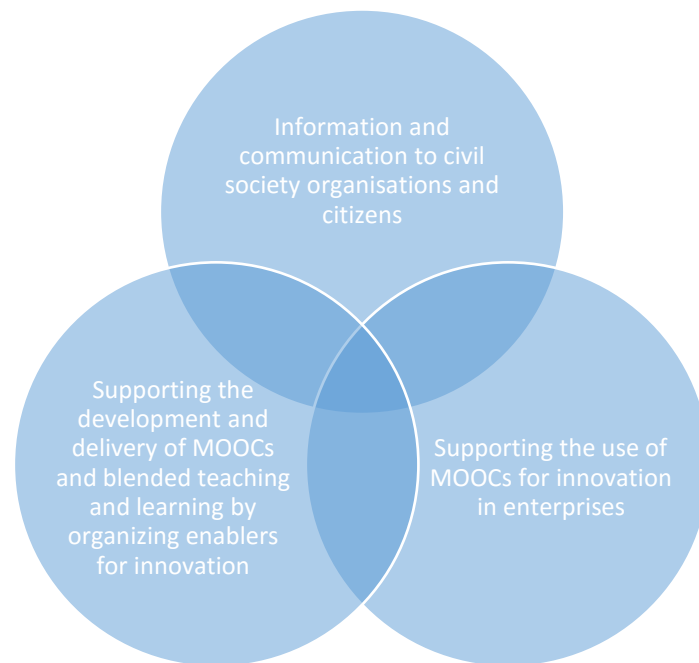 Information and
communication to civil
society organisations and
citizens
Supporting the
development and
delivery of MOOCs
and blended teaching
and learning by
organizing enablers
for innovation
Supporting the use of
MOOCs for innovation
in enterprises